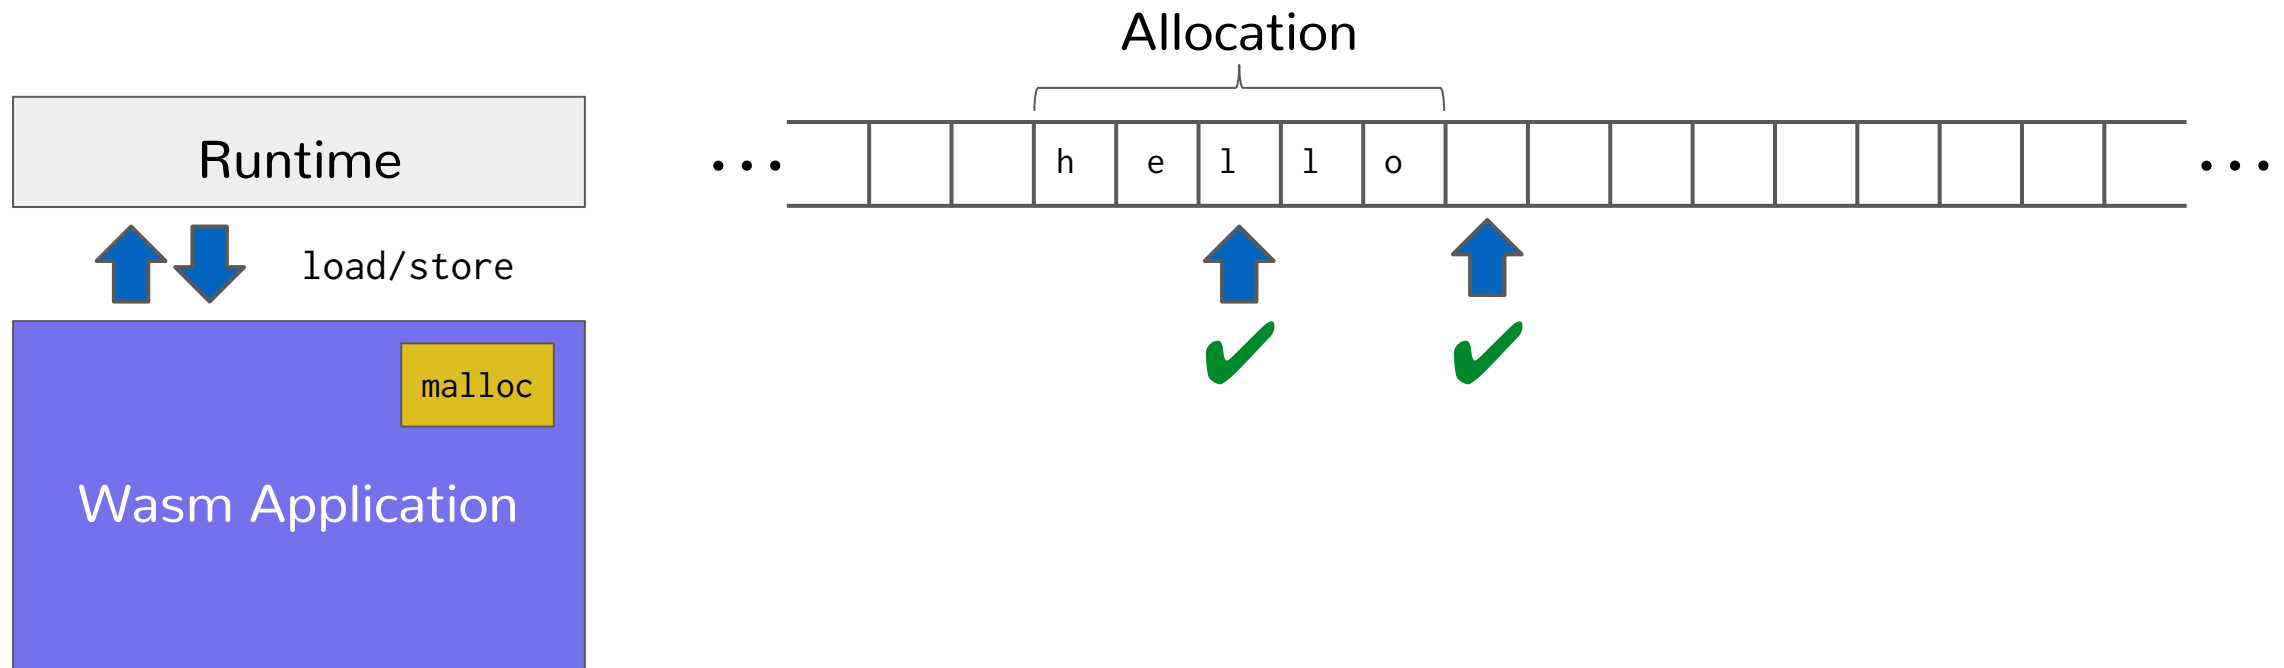 Allocation
Runtime
... h e l l o ...
load/store
malloc
Wasm Application